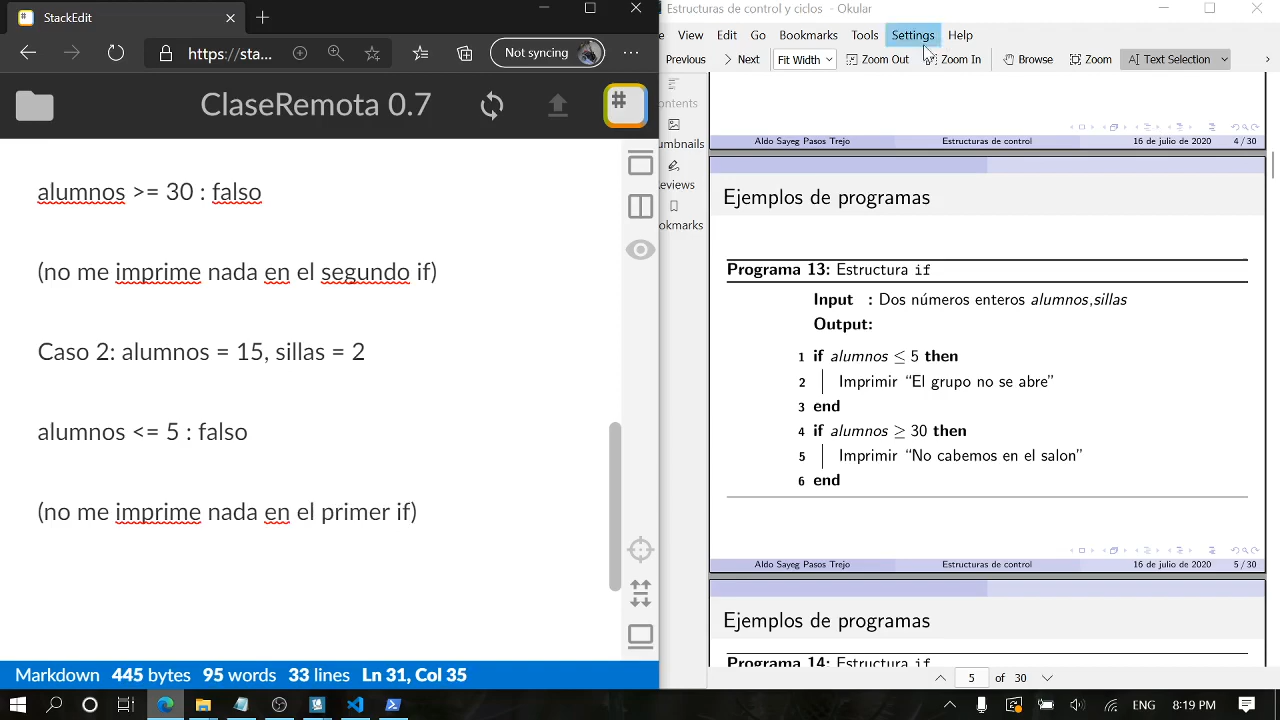 StackEdit
https://sta...
Not syncing
ClaseRemota 0.7
alumnos >= 30 : falso
(no me imprime nada en el segundo if)
Caso 2: alumnos = 15, sillas = 2
alumnos <= 5 : falso
(no me imprime nada en el primer if)
Markdown 445 bytes 95 words 33 lines Ln 31, Col 35
Estructuras de control y ciclos - Okular
e View Edit Go Bookmarks Tools Settings Help
Previous Next Fit Width Zoom Out Zoom In Browse Zoom Text Selection
ontents
umbnails
eviews
okmarks
Aldo Sayeg Pasos Trejo Estructuras de control 16 de julio de 2020 4 / 30
Ejemplos de programas
Programa 13: Estructura if
Input : Dos números enteros alumnos,sillas
Output:
1 if alumnos ≤ 5 then
2 Imprimir “El grupo no se abre”
3 end
4 if alumnos ≥ 30 then
5 Imprimir “No cabemos en el salon”
6 end
Aldo Sayeg Pasos Trejo Estructuras de control 16 de julio de 2020 5 / 30
Ejemplos de programas
Programa 14: Estructura if
5 of 30
ENG 8:19 PM